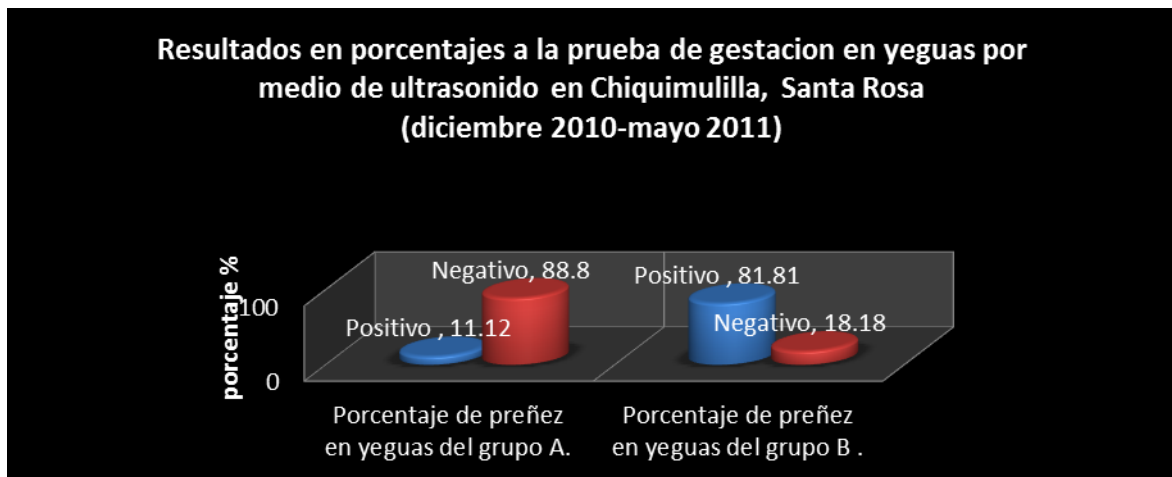 Resultados en porcentajes a la prueba de gestacion en yeguas por
medio de ultrasonido en Chiquimulilla, Santa Rosa
(diciembre 2010-mayo 2011)
porcentaje %
100
0
Positivo , 11.12
Negativo, 88.8
Positivo , 81.81
Negativo, 18.18
Porcentaje de preñez
en yeguas del grupo A.
Porcentaje de preñez
en yeguas del grupo B .